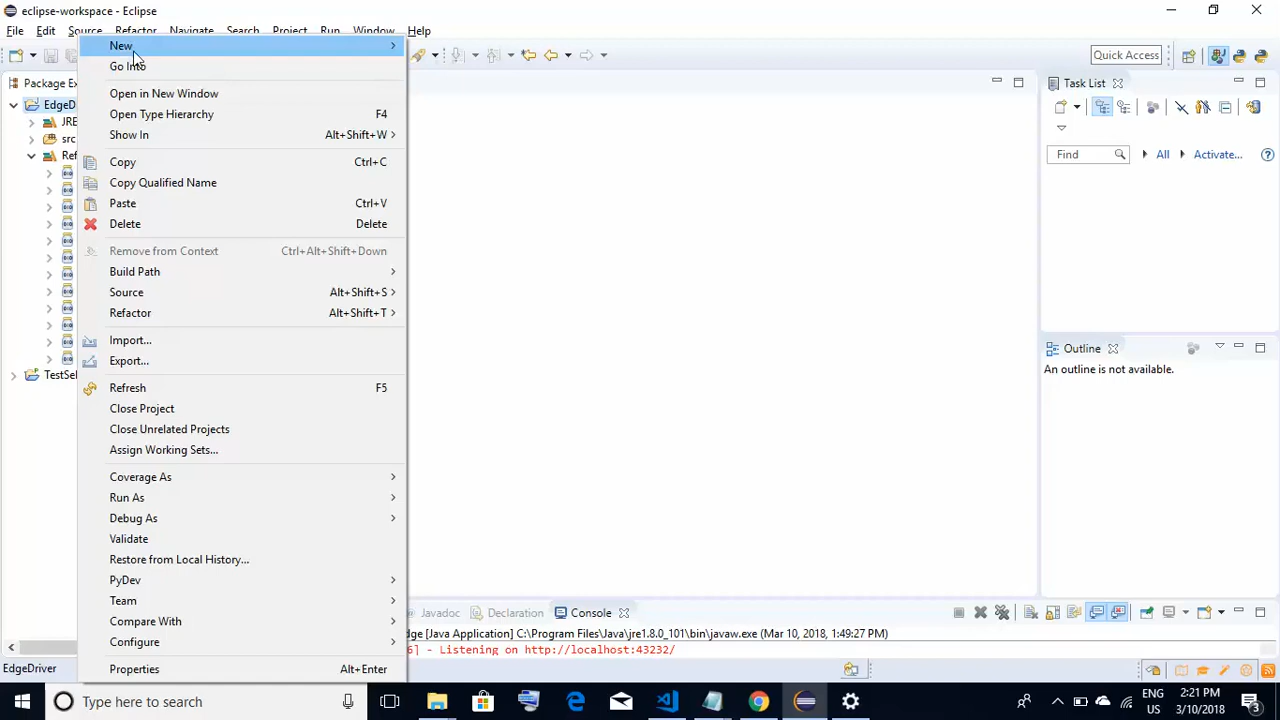 eclipse-workspace - Eclipse
File Edit Source Refactor Navigate Search Project Run Window Help
Quick Access
Package Ex
EdgeD
JRE
src
Ref
TestSel
New
Go Into
Open in New Window
Open Type Hierarchy F4
Show In Alt+Shift+W
Copy Ctrl+C
Copy Qualified Name
Paste Ctrl+V
Delete Delete
Remove from Context Ctrl+Alt+Shift+Down
Build Path
Source Alt+Shift+S
Refactor Alt+Shift+T
Import...
Export...
Refresh F5
Close Project
Close Unrelated Projects
Assign Working Sets...
Coverage As
Run As
Debug As
Validate
Restore from Local History...
PyDev
Team
Compare With
Configure
Properties Alt+Enter
Task List
Find All Activate...
Outline
An outline is not available.
Javadoc Declaration Console
dge [Java Application] C:\Program Files\Java\jre1.8.0_101\bin\javaw.exe (Mar 10, 2018, 1:49:27 PM)
6] - Listening on http://localhost:43232/
EdgeDriver
Type here to search
ENG
US
2:21 PM
3/10/2018
3